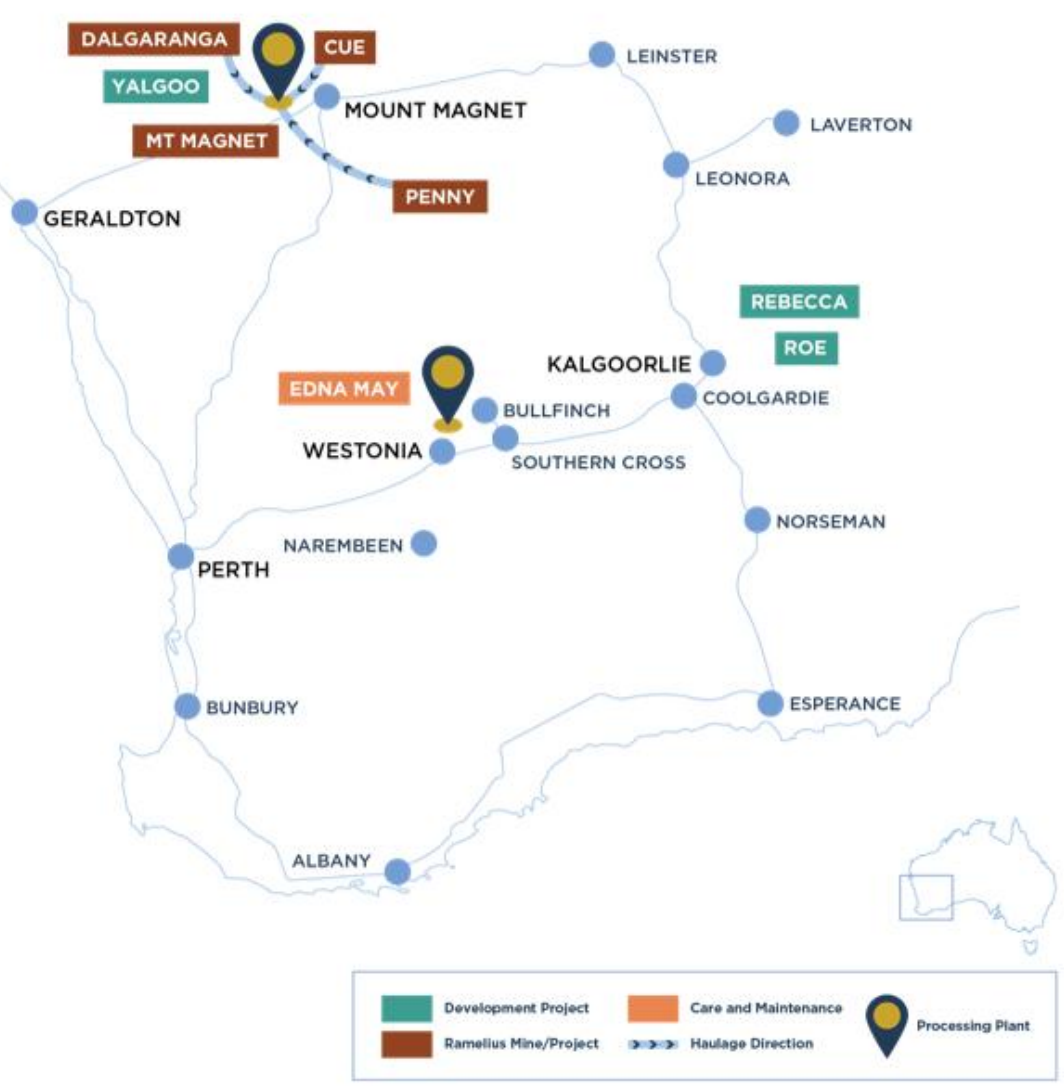 DALGARANGA
CUE
YALGOO
LEINSTER
MOUNT MAGNET
LAVERTON
MT MAGNET
LEONORA
PENNY
GERALDTON
REBECCA
ROE
KALGOORLIE
EDNA MAY
COOLGARDIE
BULLFINCH
WESTONIA
SOUTHERN CROSS
NORSEMAN
NAREMBEEN
PERTH
BUNBURY
ESPERANCE
ALBANY
Development Project
Care and Maintenance
Processing Plant
Ramelius Mine/Project
Haulage Direction